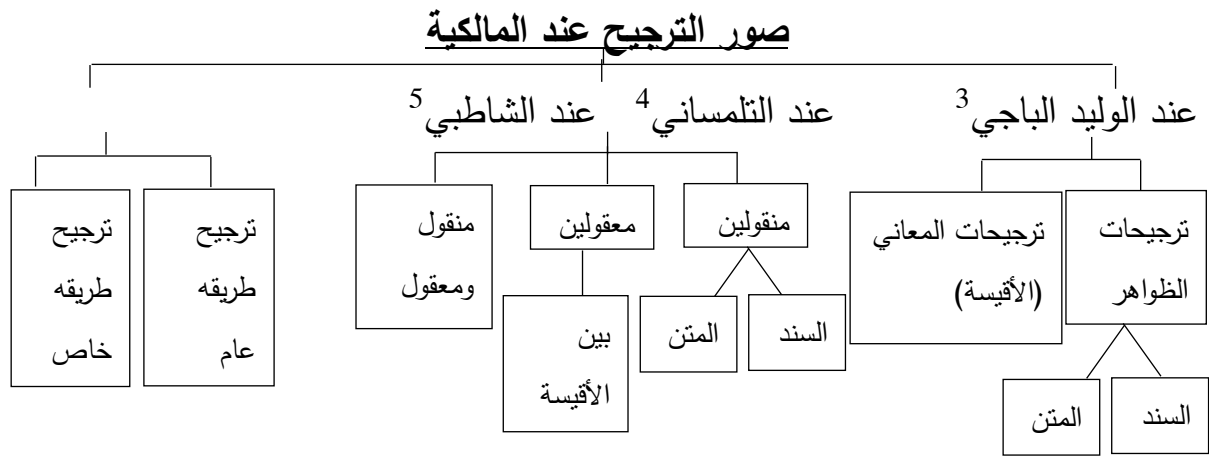 صور الترجيح عند المالكية
عند الوليد الباجي3
عند التلمساني4
عند الشاطبي5
ترجيحات
الظواهر
ترجيحات المعاني
(الأقيسة)
السند
المتن
منقولين
معقولين
منقول
ومعقول
السند
المتن
بين
الأقيسة
ترجيح
طريقه
عام
ترجيح
طريقه
خاص